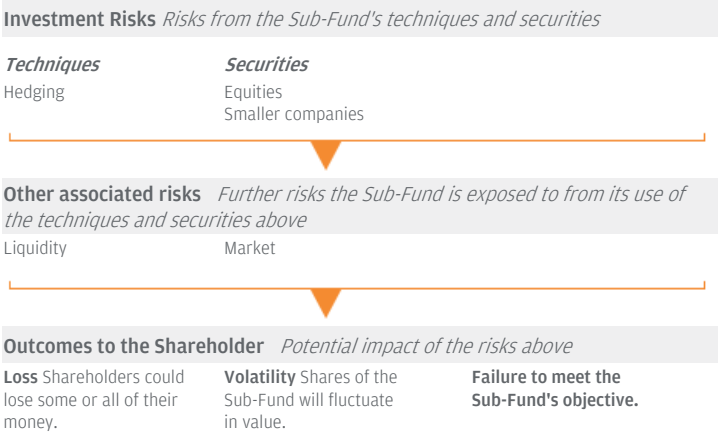 Investment Risks Risks from the Sub-Fund's techniques and securities
Techniques Securities
Hedging Equities
Smaller companies
Other associated risks Further risks the Sub-Fund is exposed to from its use of
the techniques and securities above
Liquidity Market
Outcomes to the Shareholder Potential impact of the risks above
Loss Shareholders could
lose some or all of their
money.
Volatility Shares of the
Sub-Fund will fluctuate
in value.
Failure to meet the
Sub-Fund's objective.